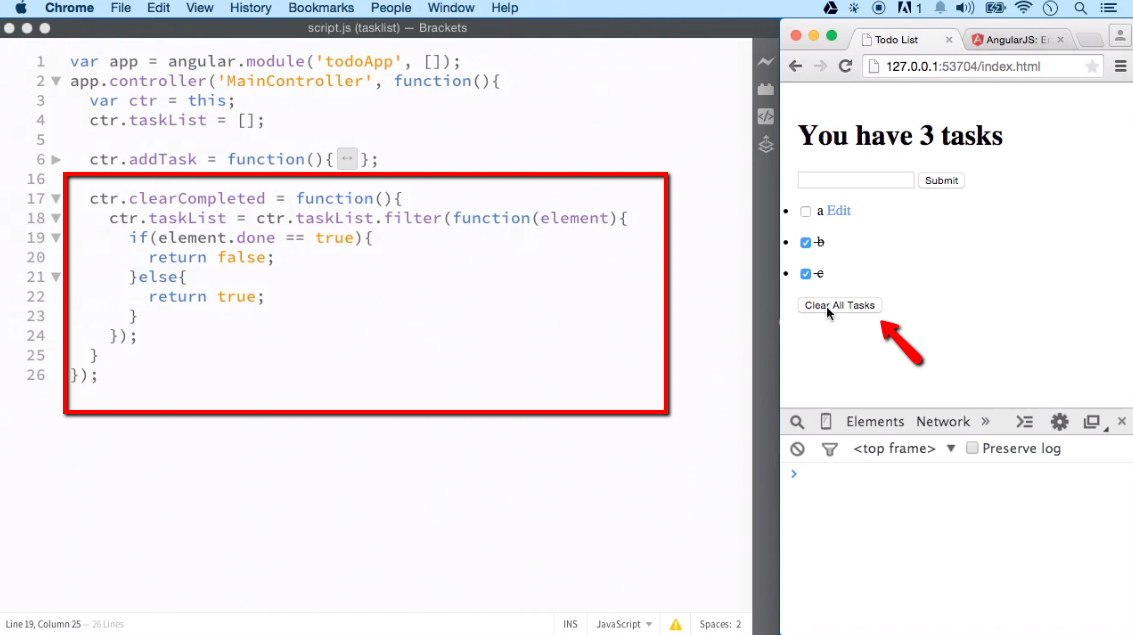 Chrome File Edit View History Bookmarks People Window Help 1
script.js (tasklist) — Brackets
1 var app = angular.module('todoApp', []);
2 app.controller('MainController', function(){
3 var ctr = this;
4 ctr.taskList = [];
5
6 ctr.addTask = function(){ ↔ };
16
17 ctr.clearCompleted = function(){
18 ctr.taskList = ctr.taskList.filter(function(element){
19 if(element.done == true){
20 return false;
21 }else{
22 return true;
23 }
24 });
25 }
26 });
Line 19, Column 25 — 26 Lines
INS JavaScript Spaces: 2
Todo List × AngularJS: Er ×
127.0.0.1:53704/index.html
You have 3 tasks
Submit
a Edit
b
c
Clear All Tasks
Elements Network » ×
<top frame> ▼ Preserve log
>